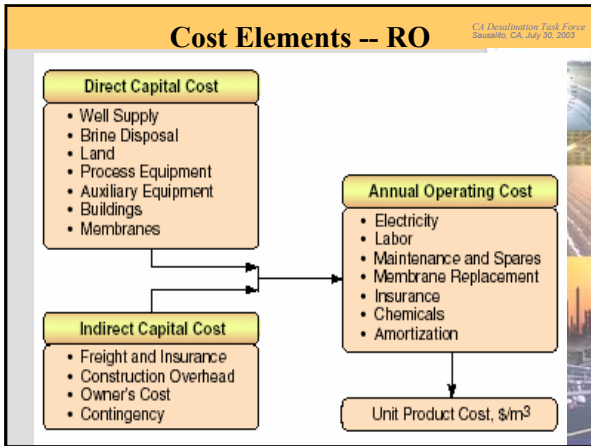 Cost Elements -- RO
CA Desalination Task Force
Sausalito, CA, July 30, 2003
Direct Capital Cost
• Well Supply
• Brine Disposal
• Land
• Process Equipment
• Auxiliary Equipment
• Buildings
• Membranes
Indirect Capital Cost
• Freight and Insurance
• Construction Overhead
• Owner's Cost
• Contingency
Annual Operating Cost
• Electricity
• Labor
• Maintenance and Spares
• Membrane Replacement
• Insurance
• Chemicals
• Amortization
Unit Product Cost, $/m³